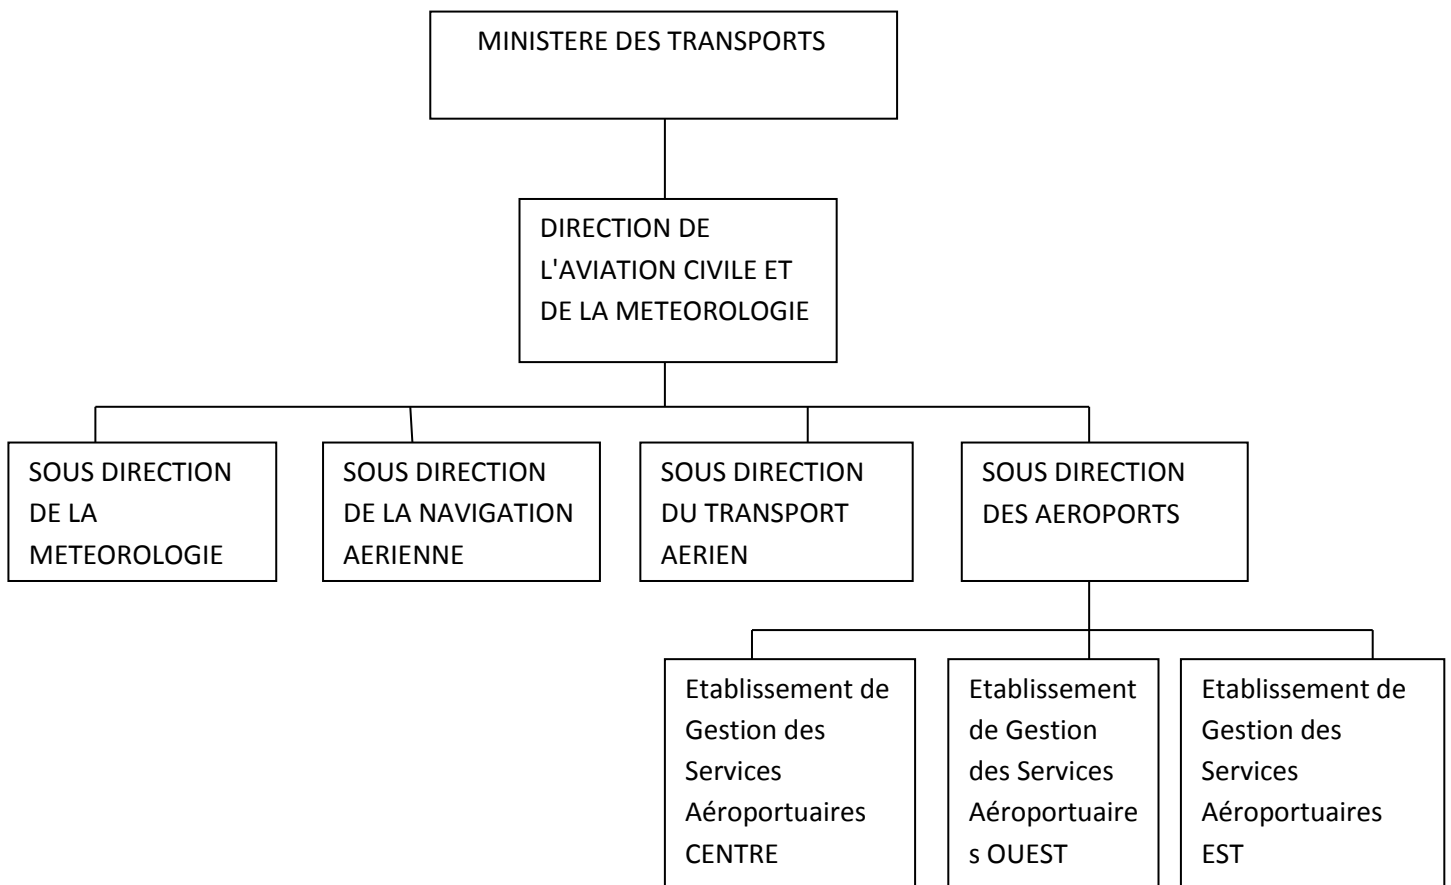 MINISTERE DES TRANSPORTS
DIRECTION DE
L'AVIATION CIVILE ET
DE LA METEOROLOGIE
SOUS DIRECTION
DE LA
METEOROLOGIE
SOUS DIRECTION
DE LA NAVIGATION
AERIENNE
SOUS DIRECTION
DU TRANSPORT
AERIEN
SOUS DIRECTION
DES AEROPORTS
Etablissement de
Gestion des
Services
Aéroportuaires
CENTRE
Etablissement
de Gestion
des Services
Aéroportuaire
s OUEST
Etablissement de
Gestion des
Services
Aéroportuaires
EST